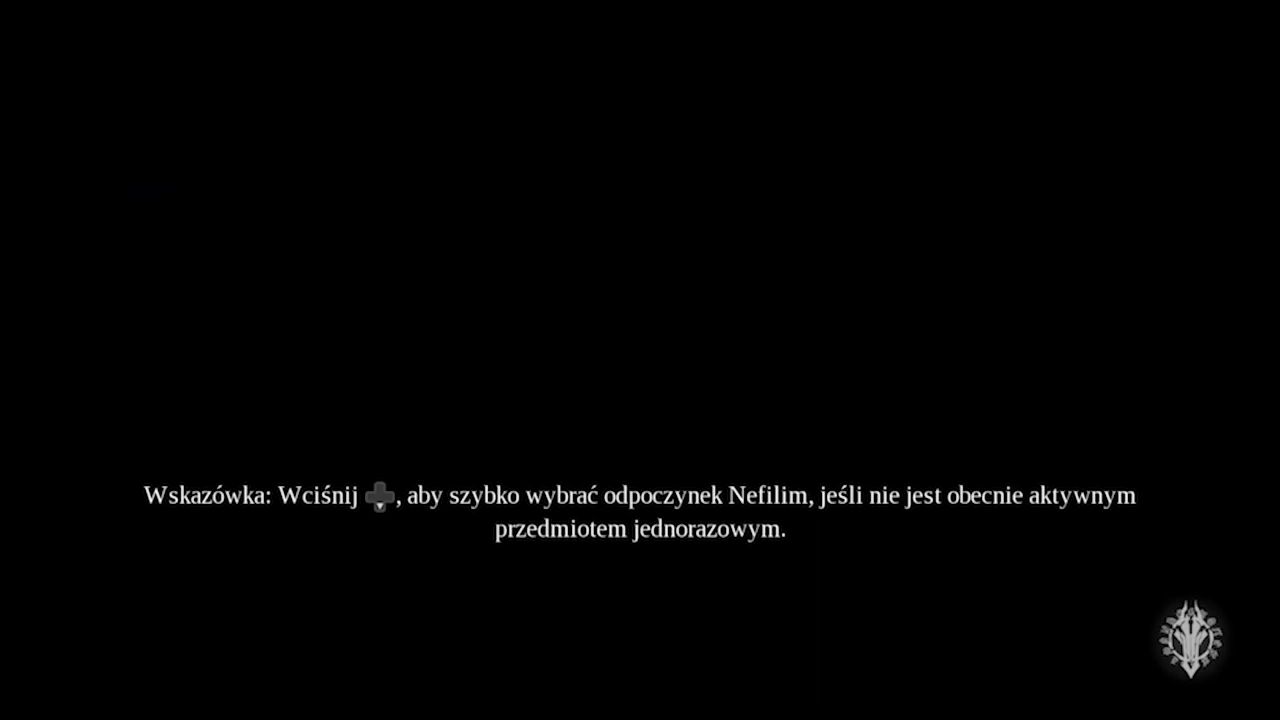 Wskazówka: Wciśnij , aby szybko wybrać odpoczynek Nefilim, jeśli nie jest obecnie aktywnym
przedmiotem jednorazowym.